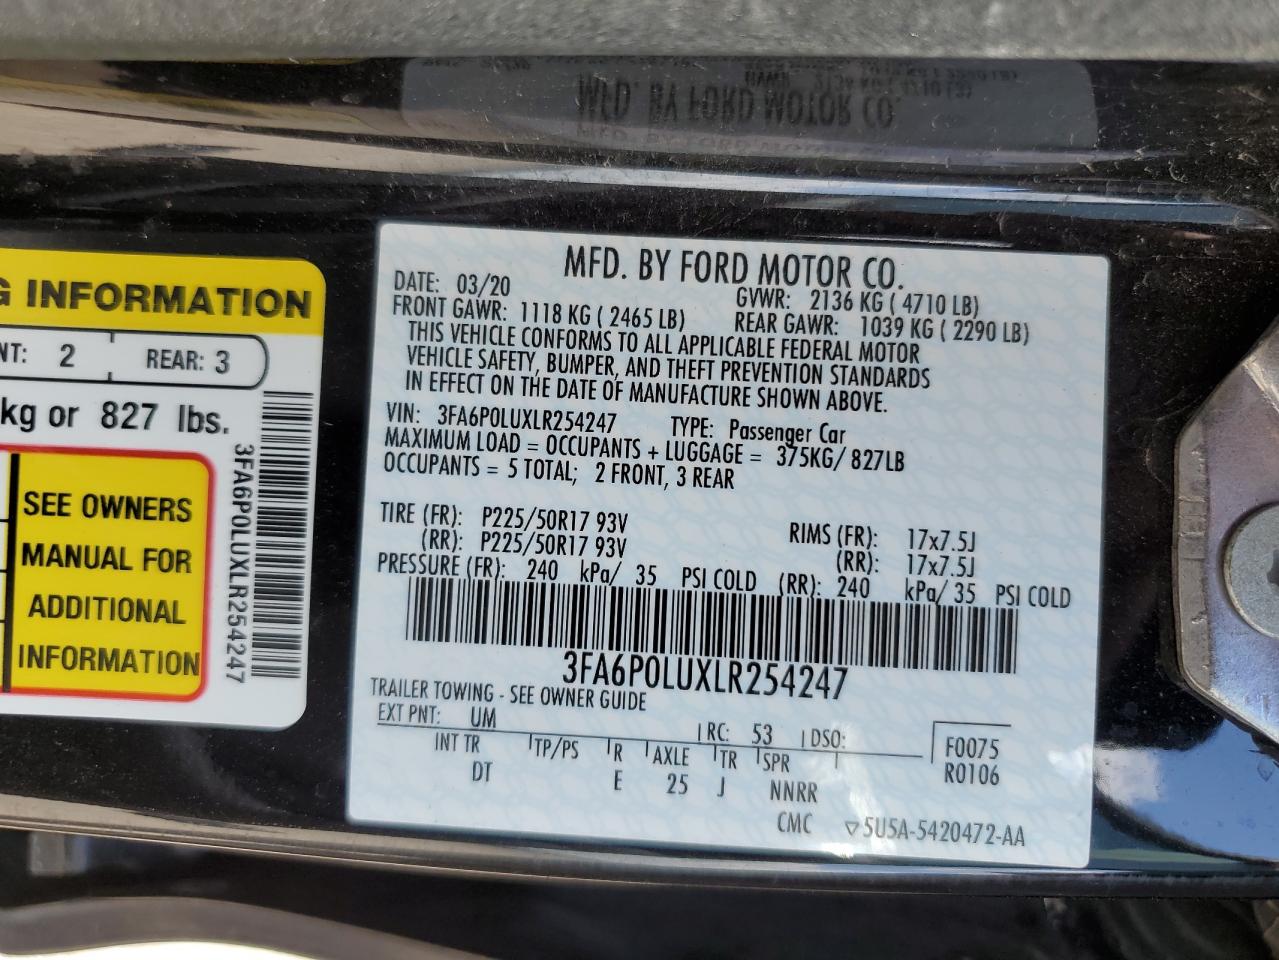 MFD. BY FORD MOTOR CO.
G INFORMATION
NT: 2 REAR: 3
kg or 827 lbs.
SEE OWNERS
MANUAL FOR
ADDITIONAL
INFORMATION
3FA6P0LUXLR254247
MFD. BY FORD MOTOR CO.
DATE: 03/20 GVWR: 2136 KG ( 4710 LB)
FRONT GAWR: 1118 KG ( 2465 LB) REAR GAWR: 1039 KG ( 2290 LB)
THIS VEHICLE CONFORMS TO ALL APPLICABLE FEDERAL MOTOR
VEHICLE SAFETY, BUMPER, AND THEFT PREVENTION STANDARDS
IN EFFECT ON THE DATE OF MANUFACTURE SHOWN ABOVE.
VIN: 3FA6P0LUXLR254247 TYPE: Passenger Car
MAXIMUM LOAD = OCCUPANTS + LUGGAGE = 375KG/ 827LB
OCCUPANTS = 5 TOTAL; 2 FRONT, 3 REAR
TIRE (FR): P225/50R17 93V RIMS (FR): 17x7.5J
(RR): P225/50R17 93V (RR): 17x7.5J
PRESSURE (FR): 240 kPa/ 35 PSI COLD (RR): 240 kPa/ 35 PSI COLD
3FA6P0LUXLR254247
TRAILER TOWING - SEE OWNER GUIDE
EXT PNT: UM RC: 53 DSO: F0075
INT TR TP/PS R AXLE TR SPR R0106
DT E 25 J NNRR
CMC ▽5U5A-5420472-AA